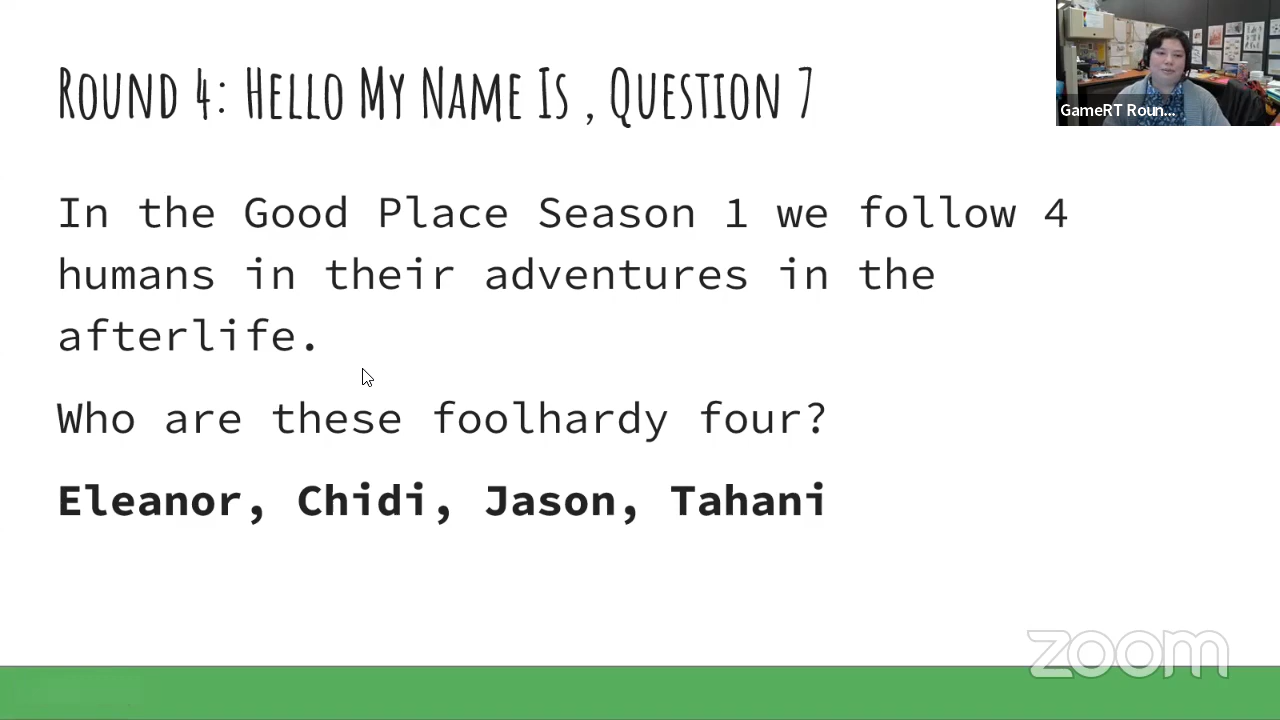 Round 4: Hello My Name Is , Question 7
GameRT Roun...
In the Good Place Season 1 we follow 4
humans in their adventures in the
afterlife.
Who are these foolhardy four?
Eleanor, Chidi, Jason, Tahani
zoom